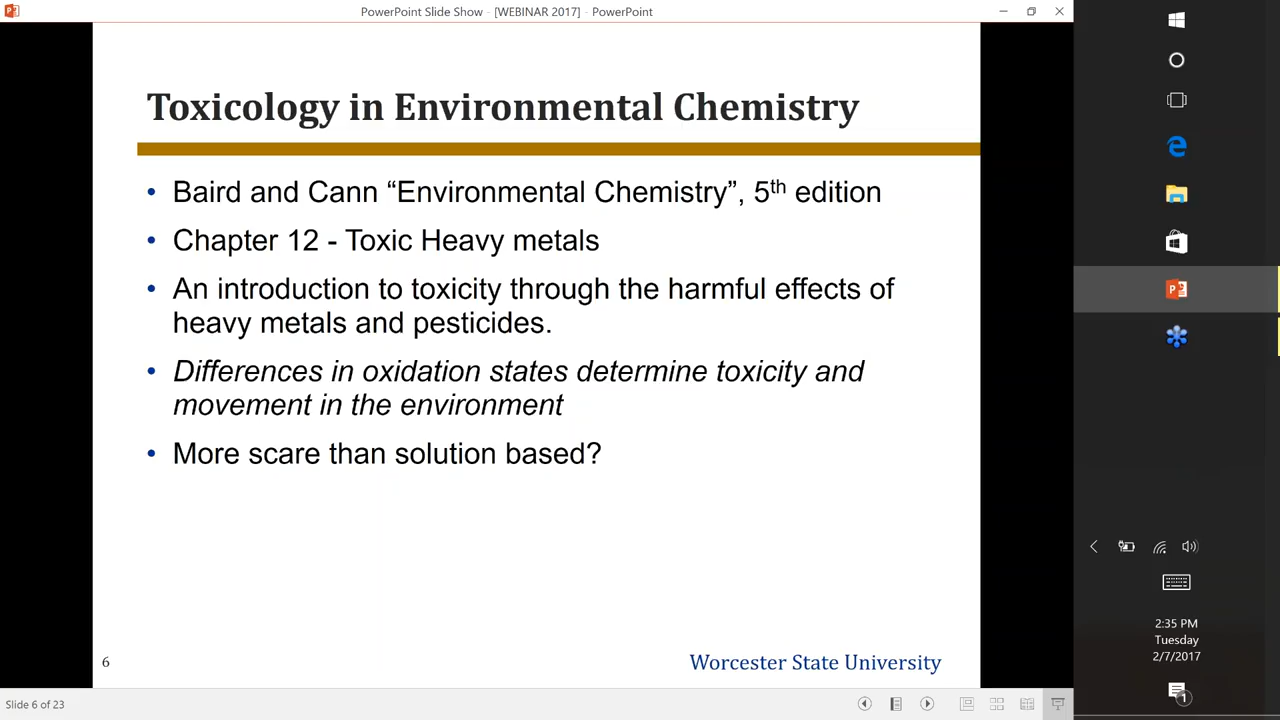 PowerPoint Slide Show - [WEBINAR 2017] - PowerPoint
Toxicology in Environmental Chemistry
• Baird and Cann “Environmental Chemistry”, 5th edition
• Chapter 12 - Toxic Heavy metals
• An introduction to toxicity through the harmful effects of
heavy metals and pesticides.
• Differences in oxidation states determine toxicity and
movement in the environment
• More scare than solution based?
6
Worcester State University
Slide 6 of 23
2:35 PM
Tuesday
2/7/2017
1